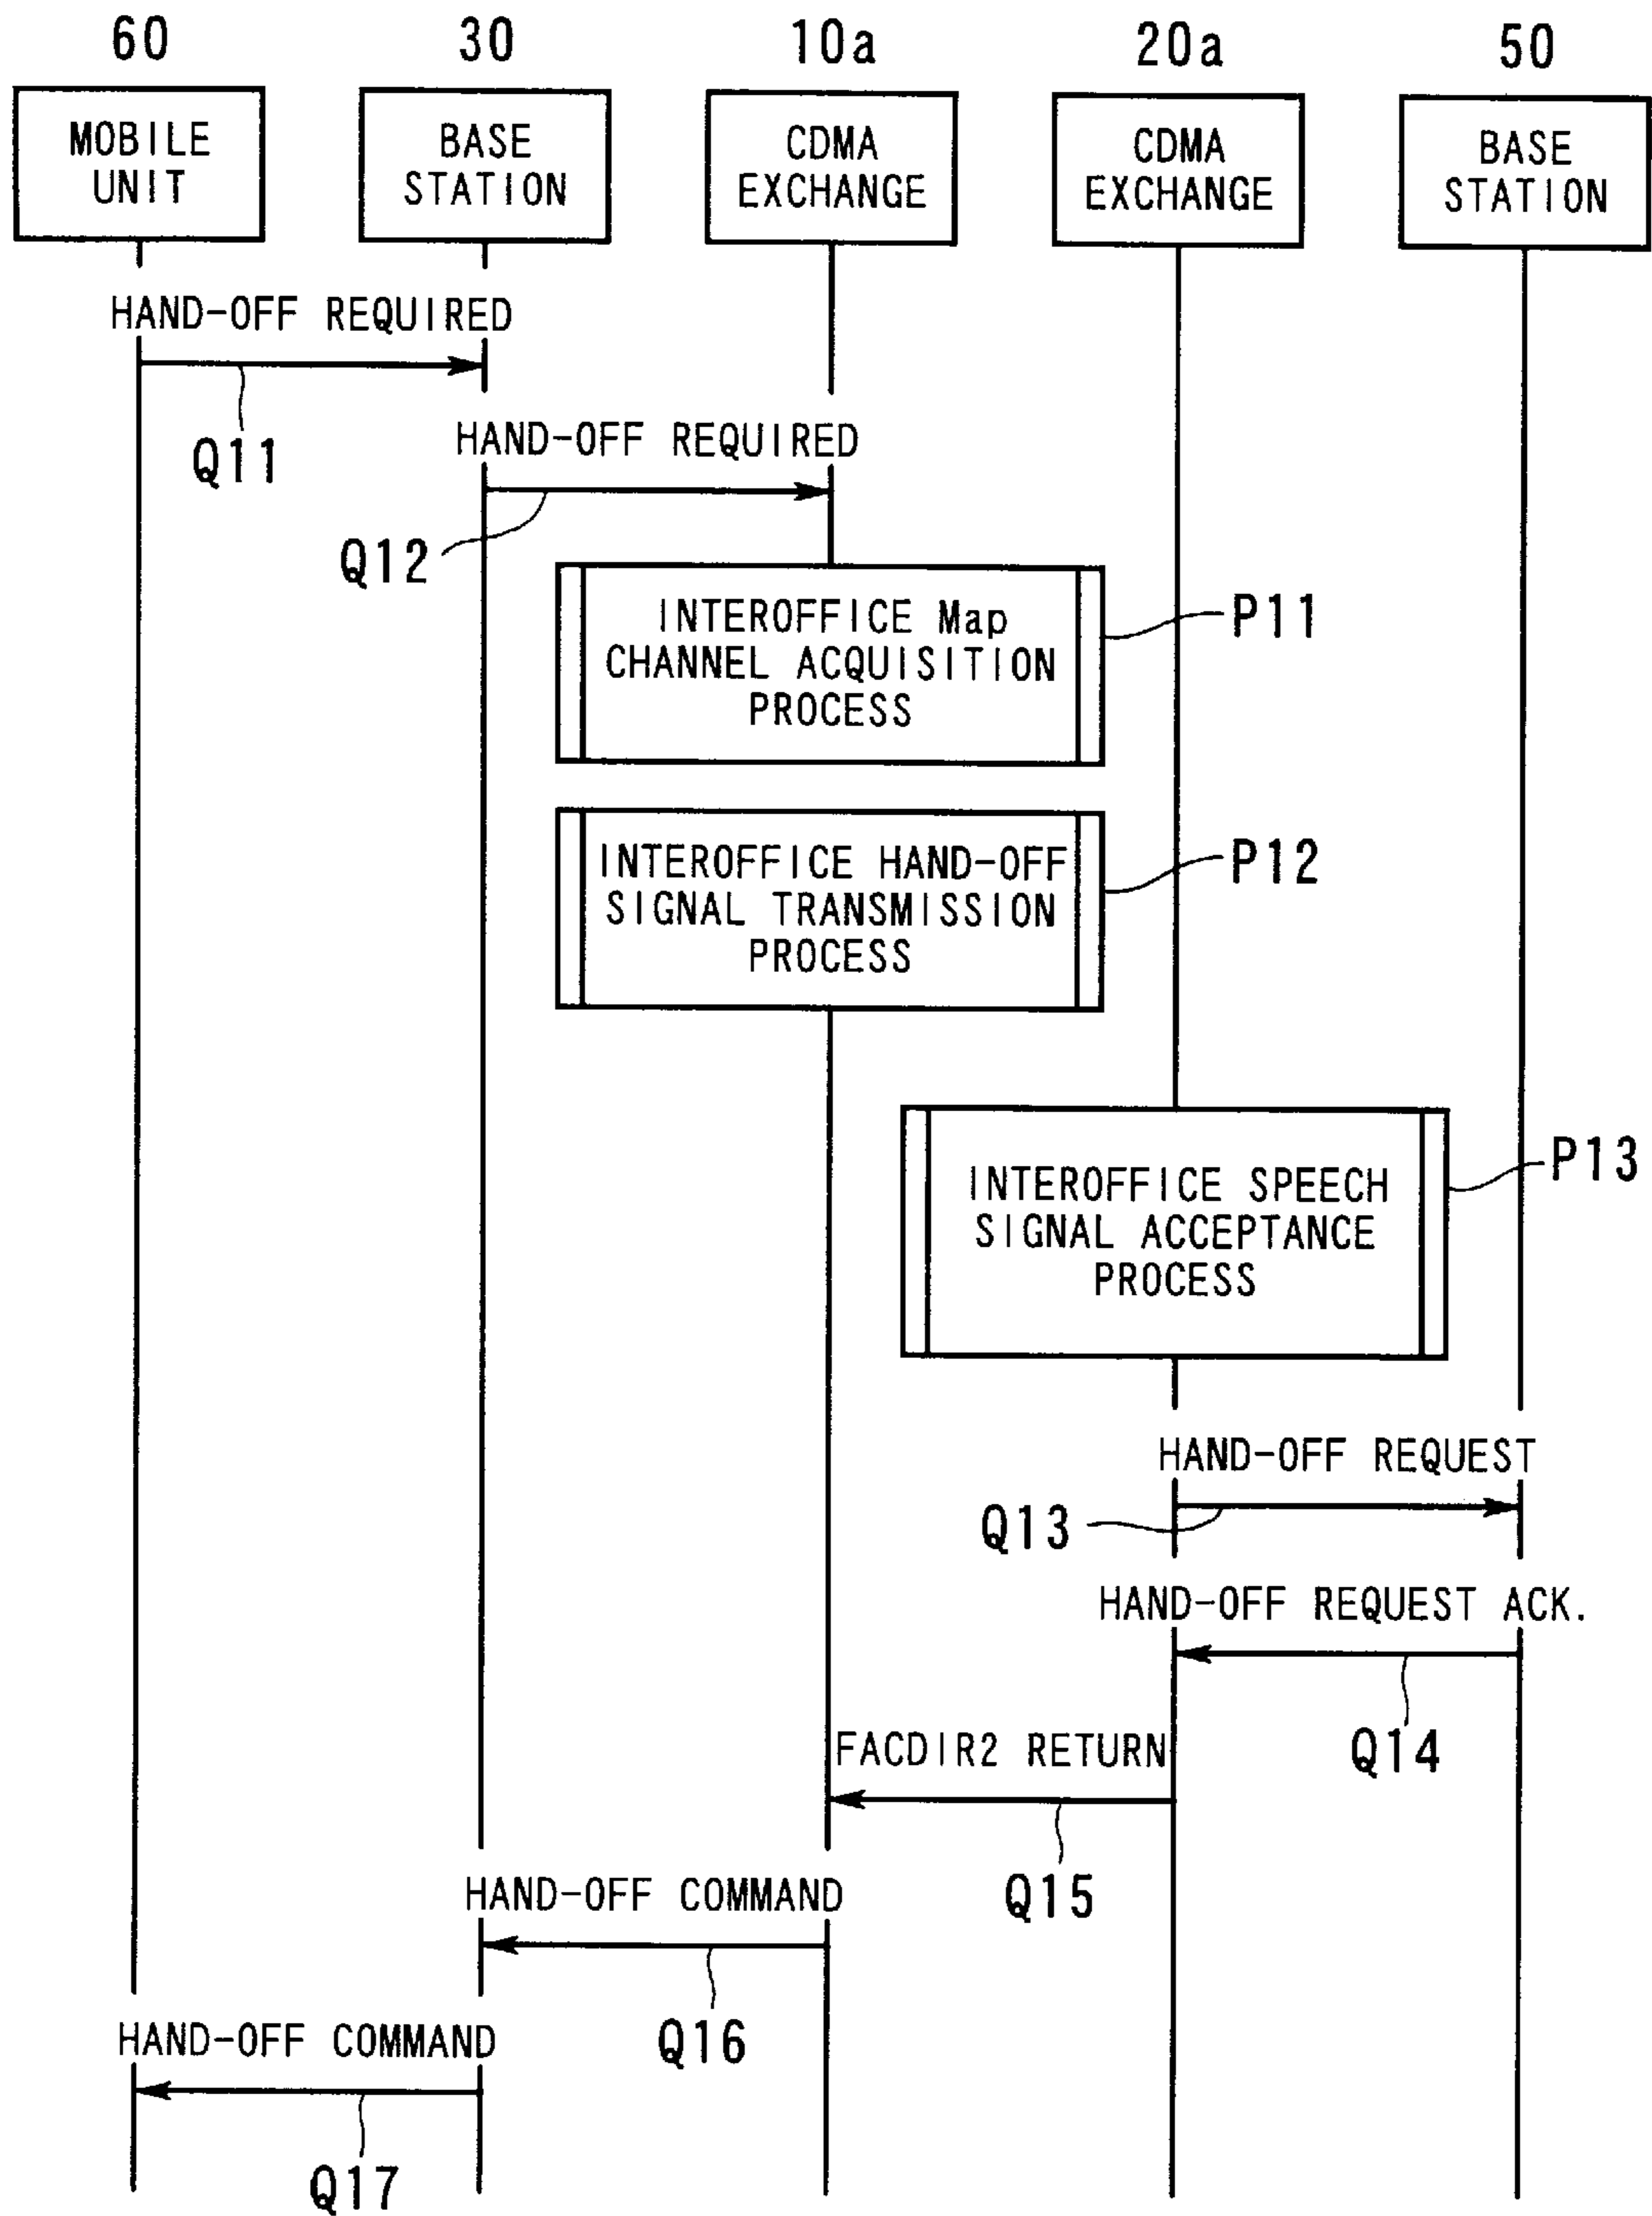 60
30
10a
20a
50
MOBILE
UNIT
BASE
STATION
CDMA
EXCHANGE
CDMA
EXCHANGE
BASE
STATION
HAND-OFF REQUIRED
Q11
HAND-OFF REQUIRED
Q12
INTEROFFICE Map
CHANNEL ACQUISITION
PROCESS
P11
INTEROFFICE HAND-OFF
SIGNAL TRANSMISSION
PROCESS
P12
INTEROFFICE SPEECH
SIGNAL ACCEPTANCE
PROCESS
P13
HAND-OFF REQUEST
Q13
HAND-OFF REQUEST ACK.
Q14
FACDIR2 RETURN
Q15
HAND-OFF COMMAND
Q16
HAND-OFF COMMAND
Q17